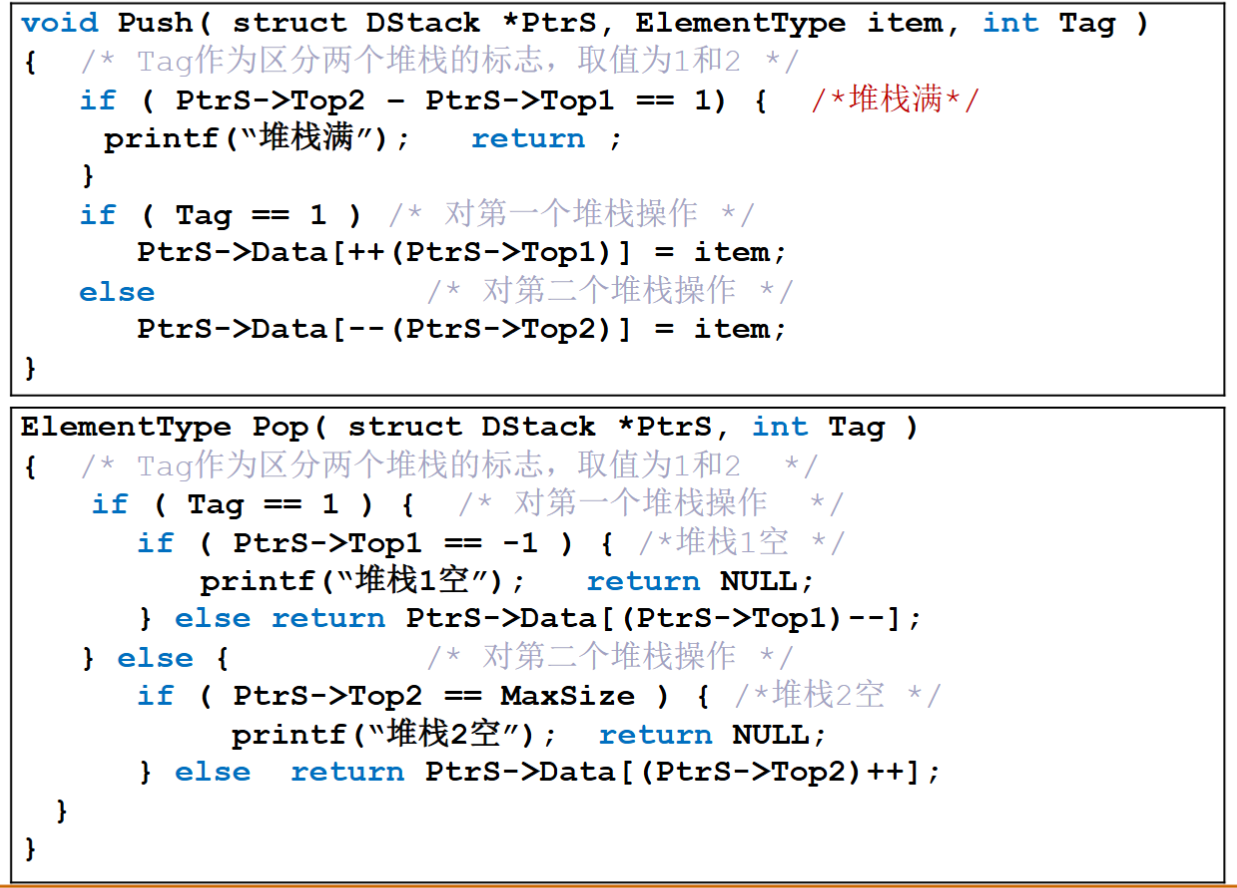 void Push( struct DStack *PtrS, ElementType item, int Tag )
{ /* Tag作为区分两个堆栈的标志，取值为1和2 */
if ( PtrS->Top2 – PtrS->Top1 == 1) { /*堆栈满*/
printf(“堆栈满”); return ;
}
if ( Tag == 1 ) /* 对第一个堆栈操作 */
PtrS->Data[++(PtrS->Top1)] = item;
else /* 对第二个堆栈操作 */
PtrS->Data[--(PtrS->Top2)] = item;
}
ElementType Pop( struct DStack *PtrS, int Tag )
{ /* Tag作为区分两个堆栈的标志，取值为1和2 */
if ( Tag == 1 ) { /* 对第一个堆栈操作 */
if ( PtrS->Top1 == -1 ) { /*堆栈1空 */
printf(“堆栈1空”); return NULL;
} else return PtrS->Data[(PtrS->Top1)--];
} else { /* 对第二个堆栈操作 */
if ( PtrS->Top2 == MaxSize ) { /*堆栈2空 */
printf(“堆栈2空”); return NULL;
} else return PtrS->Data[(PtrS->Top2)++];
}
}